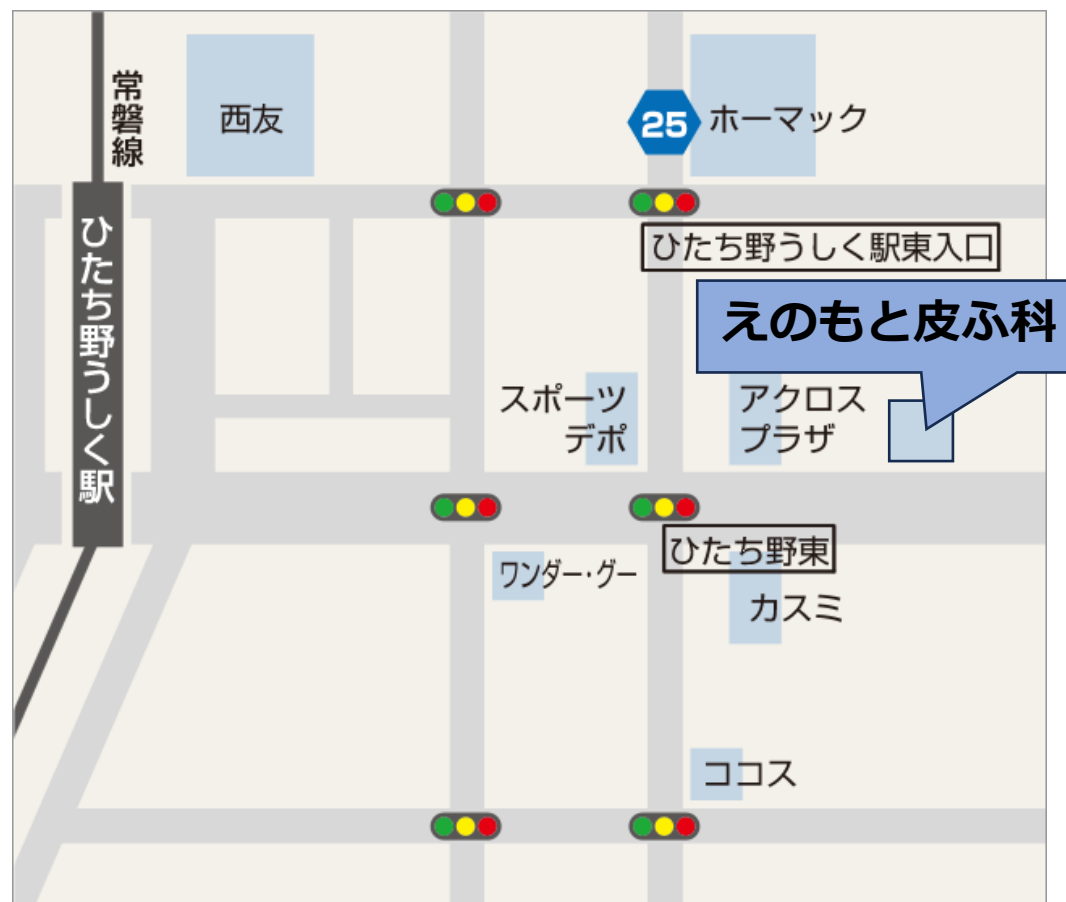 常磐線
西友
25
ホーマック
ひたち野うしく駅
ひたち野うしく駅東入口
えのもと皮ふ科
スポーツ
デポ
アクロス
プラザ
ひたち野東
ワンダー・グー
カスミ
ココス